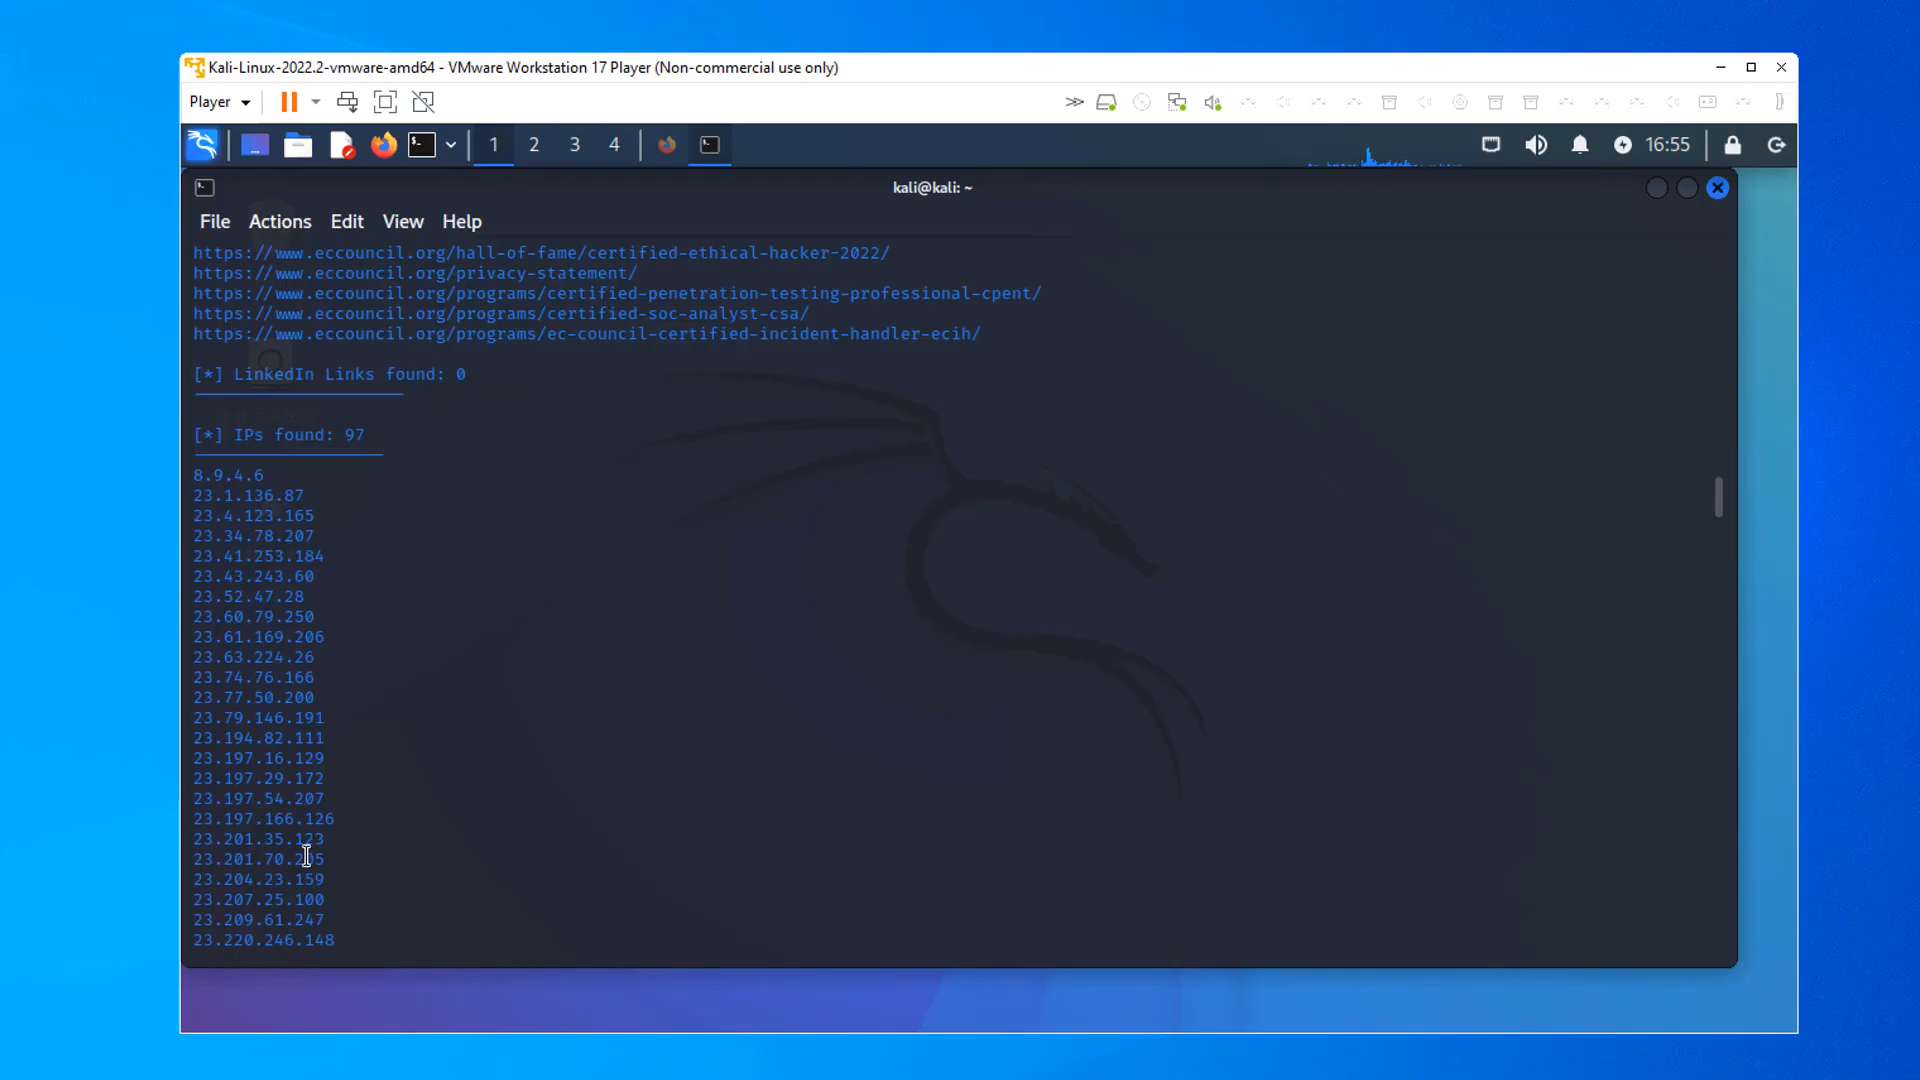 Kali-Linux-2022.2-vmware-amd64 - VMware Workstation 17 Player (Non-commercial use only)
Player
1 2 3 4 16:55
kali@kali: ~
File Actions Edit View Help
https://www.eccouncil.org/hall-of-fame/certified-ethical-hacker-2022/
https://www.eccouncil.org/privacy-statement/
https://www.eccouncil.org/programs/certified-penetration-testing-professional-cpent/
https://www.eccouncil.org/programs/certified-soc-analyst-csa/
https://www.eccouncil.org/programs/ec-council-certified-incident-handler-ecih/
[*] LinkedIn Links found: 0
[*] IPs found: 97
8.9.4.6
23.1.136.87
23.4.123.165
23.34.78.207
23.41.253.184
23.43.243.60
23.52.47.28
23.60.79.250
23.61.169.206
23.63.224.26
23.74.76.166
23.77.50.200
23.79.146.191
23.194.82.111
23.197.16.129
23.197.29.172
23.197.54.207
23.197.166.126
23.201.35.123
23.204.23.159
23.207.25.100
23.209.61.247
23.220.246.148